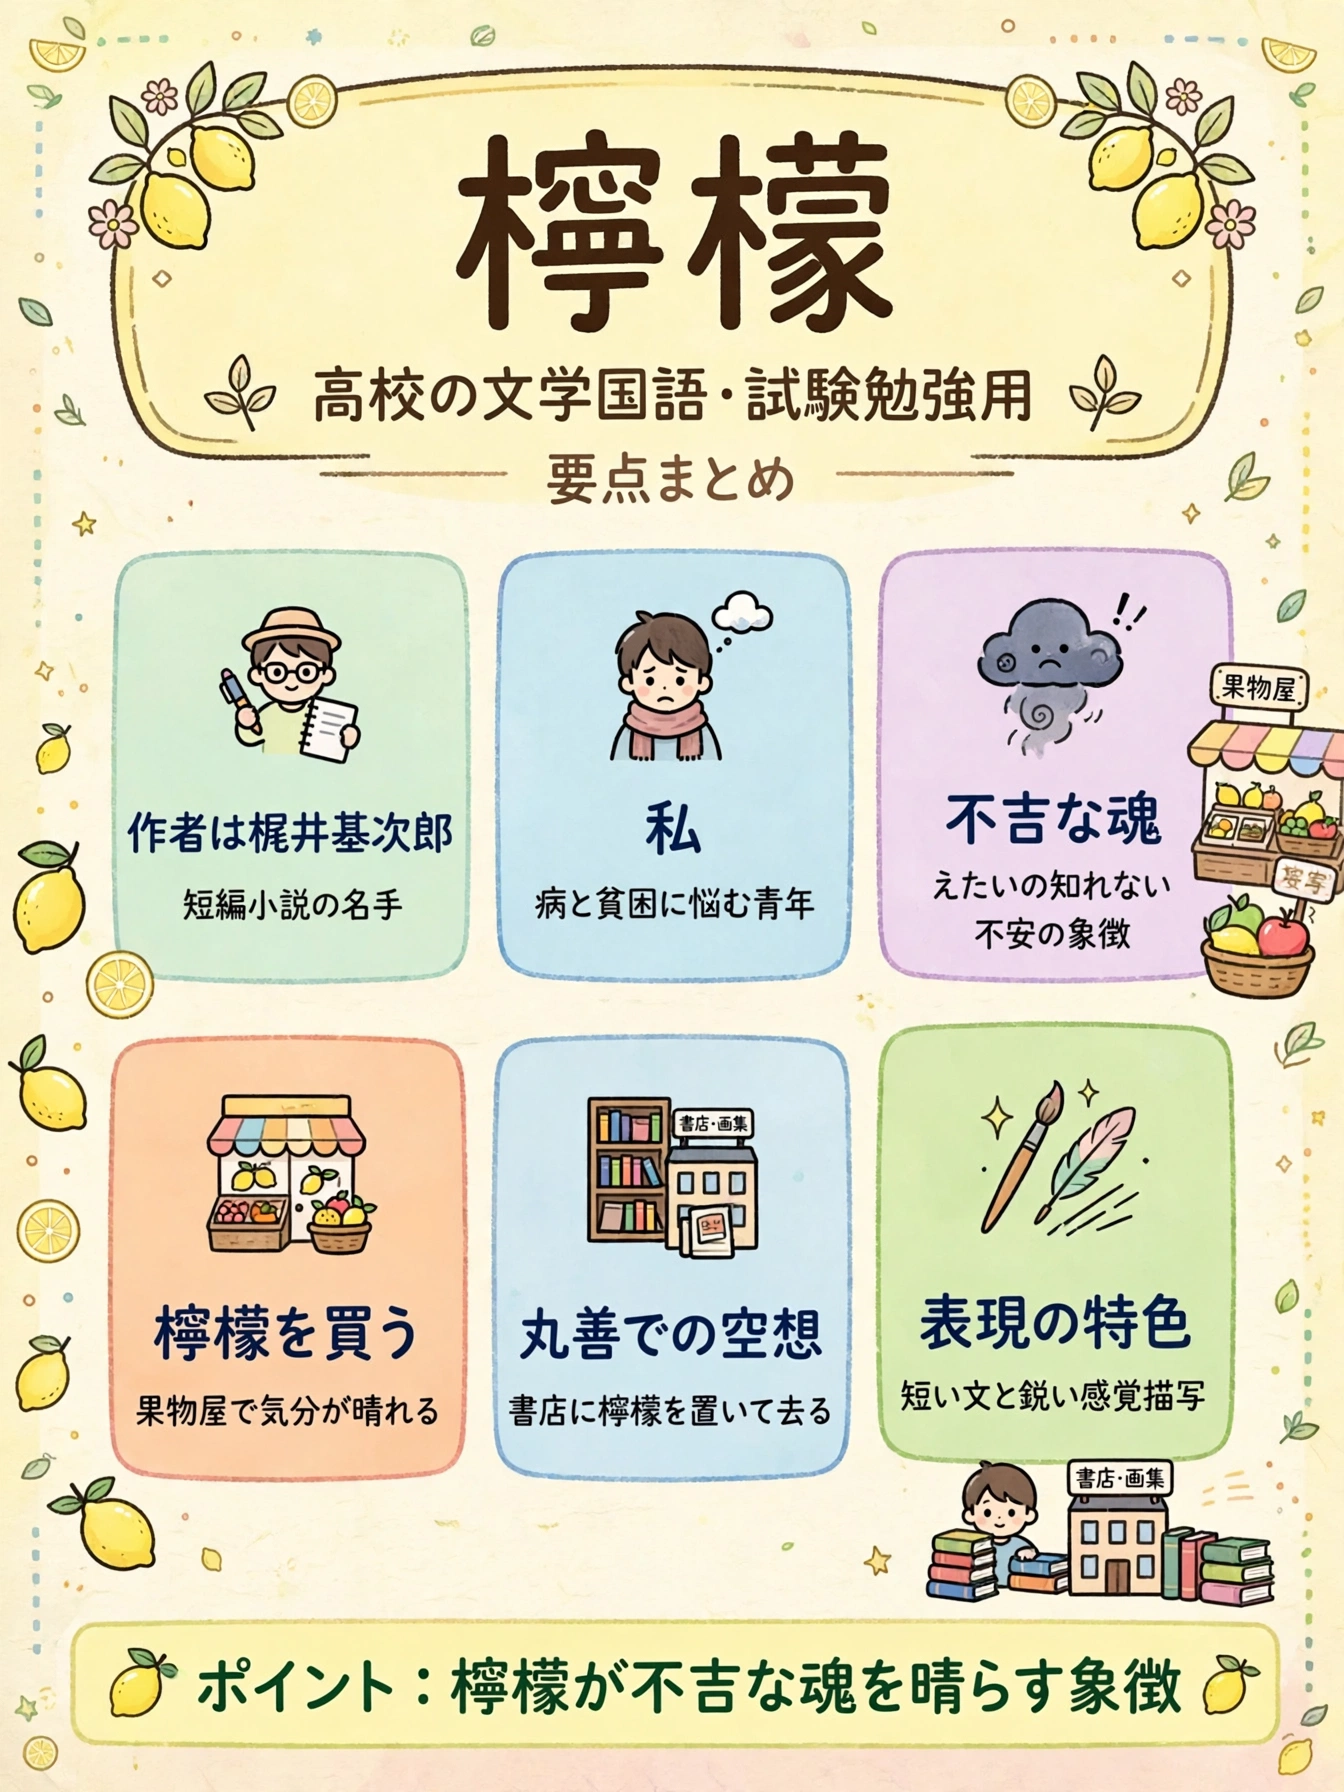 檸檬
高校の文学国語・試験勉強用
要点まとめ
作者は梶井基次郎
短編小説の名手
私
病と貧困に悩む青年
不吉な魂
えたいの知れない
不安の象徴
果物屋
檸檬を買う
果物屋で気分が晴れる
書店・画集
丸善での空想
書店に檸檬を置いて去る
表現の特色
短い文と鋭い感覚描写
書店・画集
ポイント：檸檬が不吉な魂を晴らす象徴